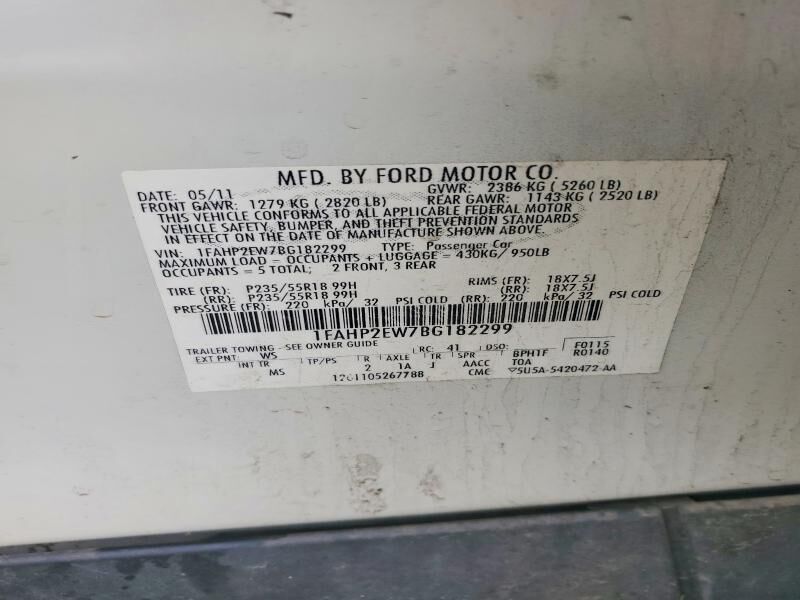 MFD. BY FORD MOTOR CO.
DATE: 05/11 GVWR: 2386 KG ( 5260 LB)
FRONT GAWR: 1279 KG ( 2820 LB) REAR GAWR: 1143 KG ( 2520 LB)
THIS VEHICLE CONFORMS TO ALL APPLICABLE FEDERAL MOTOR
VEHICLE SAFETY, BUMPER, AND THEFT PREVENTION STANDARDS
IN EFFECT ON THE DATE OF MANUFACTURE SHOWN ABOVE.
VIN: 1FAHP2EW7BG182299 TYPE: Passenger Car
MAXIMUM LOAD = OCCUPANTS + LUGGAGE = 430KG/ 950LB
OCCUPANTS = 5 TOTAL; 2 FRONT, 3 REAR
TIRE (FR): P235/55R18 99H RIMS (FR): 18X7.5J
(RR): P235/55R18 99H (RR): 18X7.5J
PRESSURE (FR): 220 kPa/ 32 PSI COLD (RR): 220 kPa/ 32 PSI COLD
1FAHP2EW7BG182299
TRAILER TOWING - SEE OWNER GUIDE F0115
EXT PNT: WS RC: 41 DSO: R0140
INT TR TP/PS R AXLE TR SPR BPH1F
MS 2 1A J AACC TOA
1261105267788 CMC 5U5A-5420472-AA